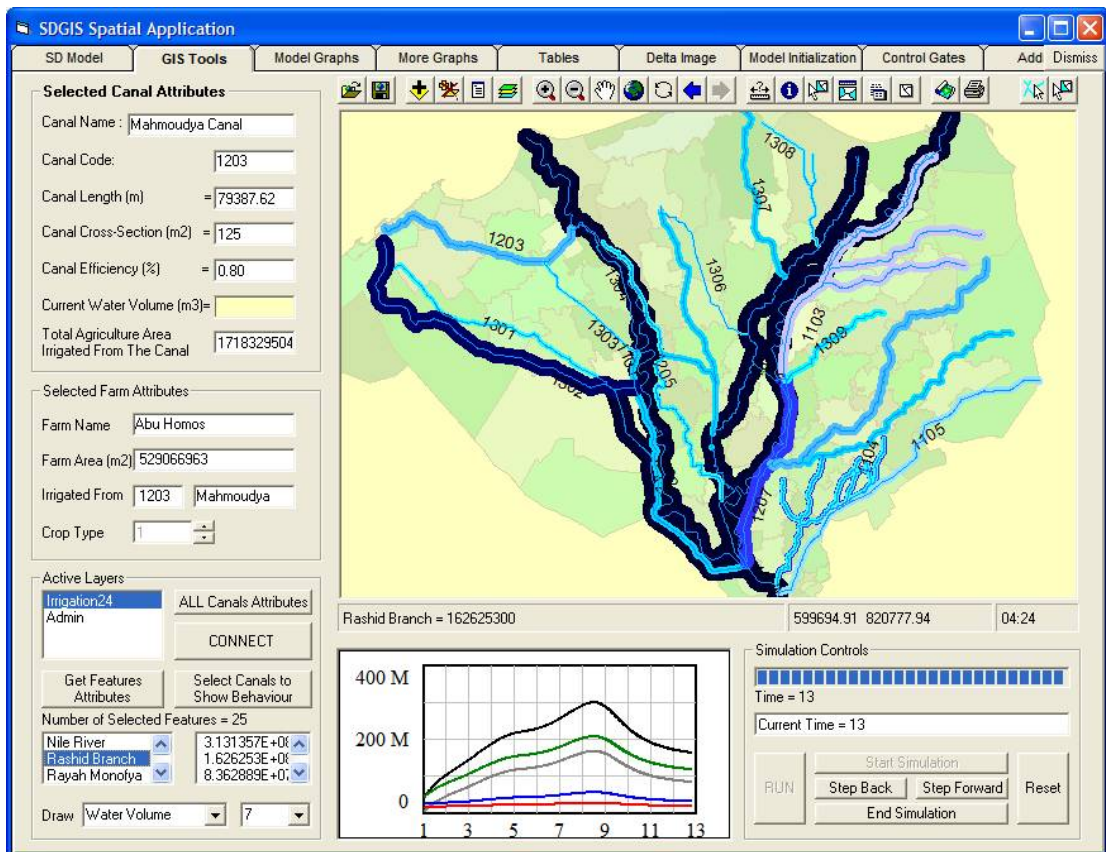 SDGIS Spatial Application
SD Model GIS Tools Model Graphs More Graphs Tables Delta Image Model Initialization Control Gates Add Dismiss
Selected Canal Attributes
Canal Name : Mahmoudya Canal
Canal Code: 1203
Canal Length (m) = 79387.62
Canal Cross-Section (m2) = 125
Canal Efficiency (%) = 0.80
Current Water Volume (m3)=
Total Agriculture Area
Irrigated From The Canal 1718329504
Selected Farm Attributes
Farm Name Abu Homos
Farm Area (m2) 529066963
Irrigated From 1203 Mahmoudya
Crop Type 1
Active Layers
Irrigation24
Admin
ALL Canals Attributes
CONNECT
Get Features
Attributes
Select Canals to
Show Behaviour
Number of Selected Features = 25
Nile River 3.131357E+08
Rashid Branch 1.626253E+08
Rayah Monofya 8.362889E+07
Draw Water Volume 7
1308
1307
1203
1306
1304
1103
1301
1303
1309
1205
1302
1105
1104
1207
Rashid Branch = 162625300 599694.91 820777.94 04:24
400 M
200 M
0
1 3 5 7 9 11 13
Simulation Controls
Time = 13
Current Time = 13
RUN
Start Simulation
Step Back Step Forward
End Simulation
Reset